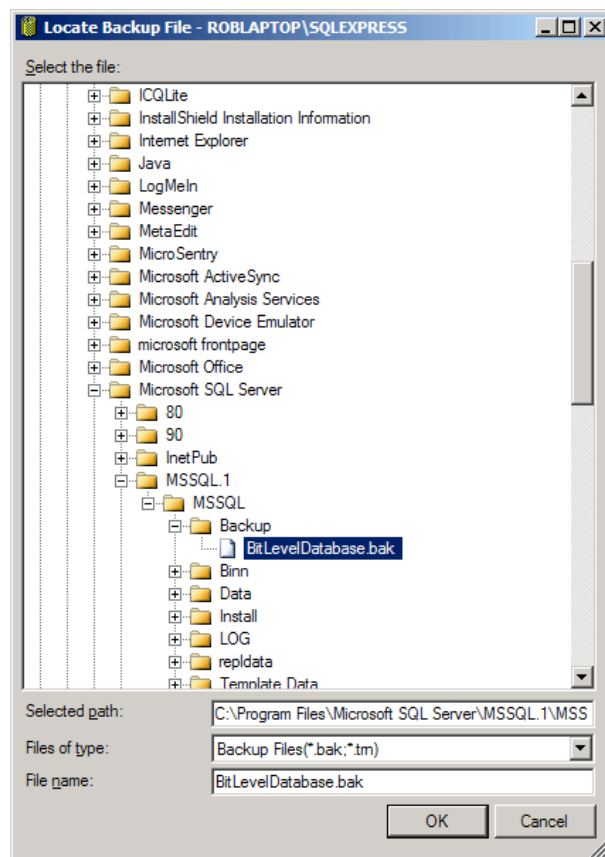 Locate Backup File - ROBLAPTOP\SQLEXPRESS
Select the file:
ICQLite
InstallShield Installation Information
Internet Explorer
Java
LogMeIn
Messenger
MetaEdit
MicroSentry
Microsoft ActiveSync
Microsoft Analysis Services
Microsoft Device Emulator
microsoft frontpage
Microsoft Office
Microsoft SQL Server
80
90
InetPub
MSSQL.1
MSSQL
Backup
BitLevelDatabase.bak
Binn
Data
Install
LOG
repldata
Template Data
Selected path: C:\Program Files\Microsoft SQL Server\MSSQL.1\MSS
Files of type: Backup Files(*.bak;*.trn)
File name: BitLevelDatabase.bak
OK Cancel